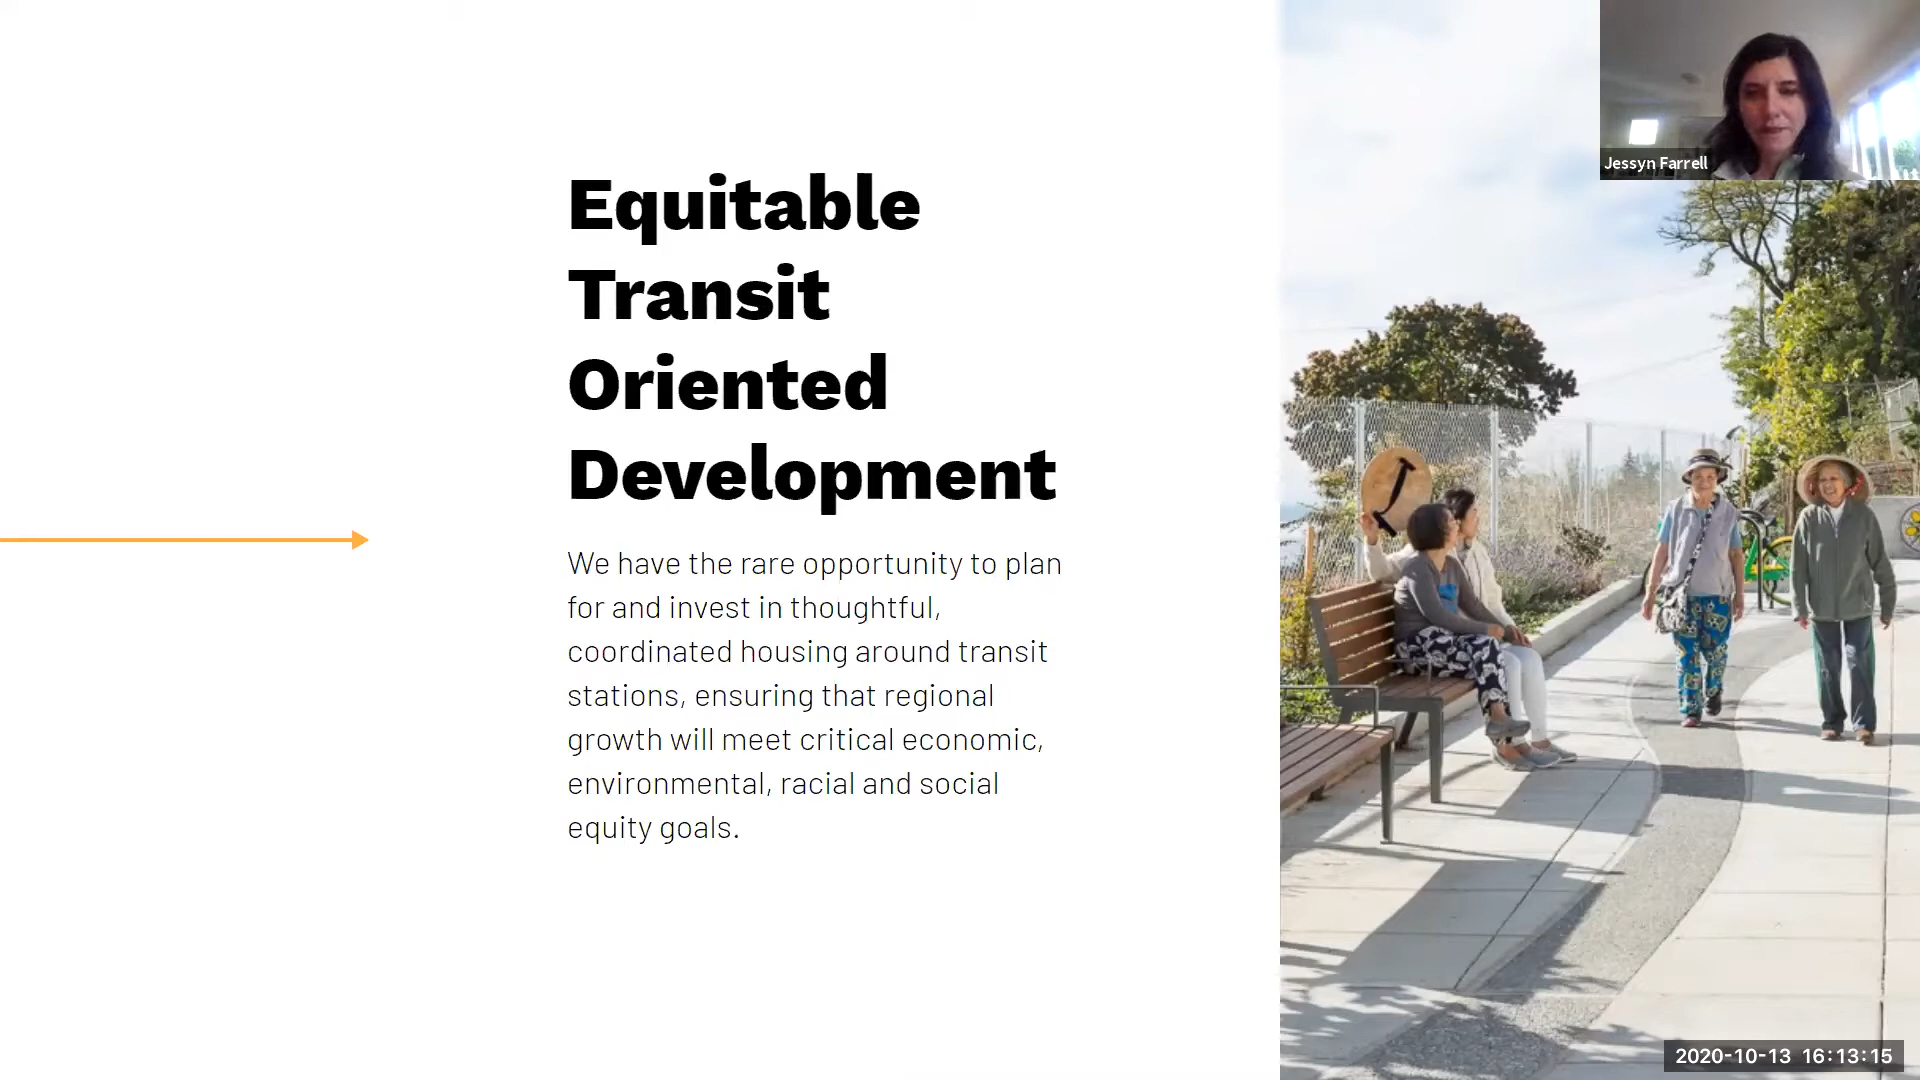 Equitable
Transit
Oriented
Development
We have the rare opportunity to plan
for and invest in thoughtful,
coordinated housing around transit
stations, ensuring that regional
growth will meet critical economic,
environmental, racial and social
equity goals.
Jessyn Farrell
2020-10-13 16:13:15